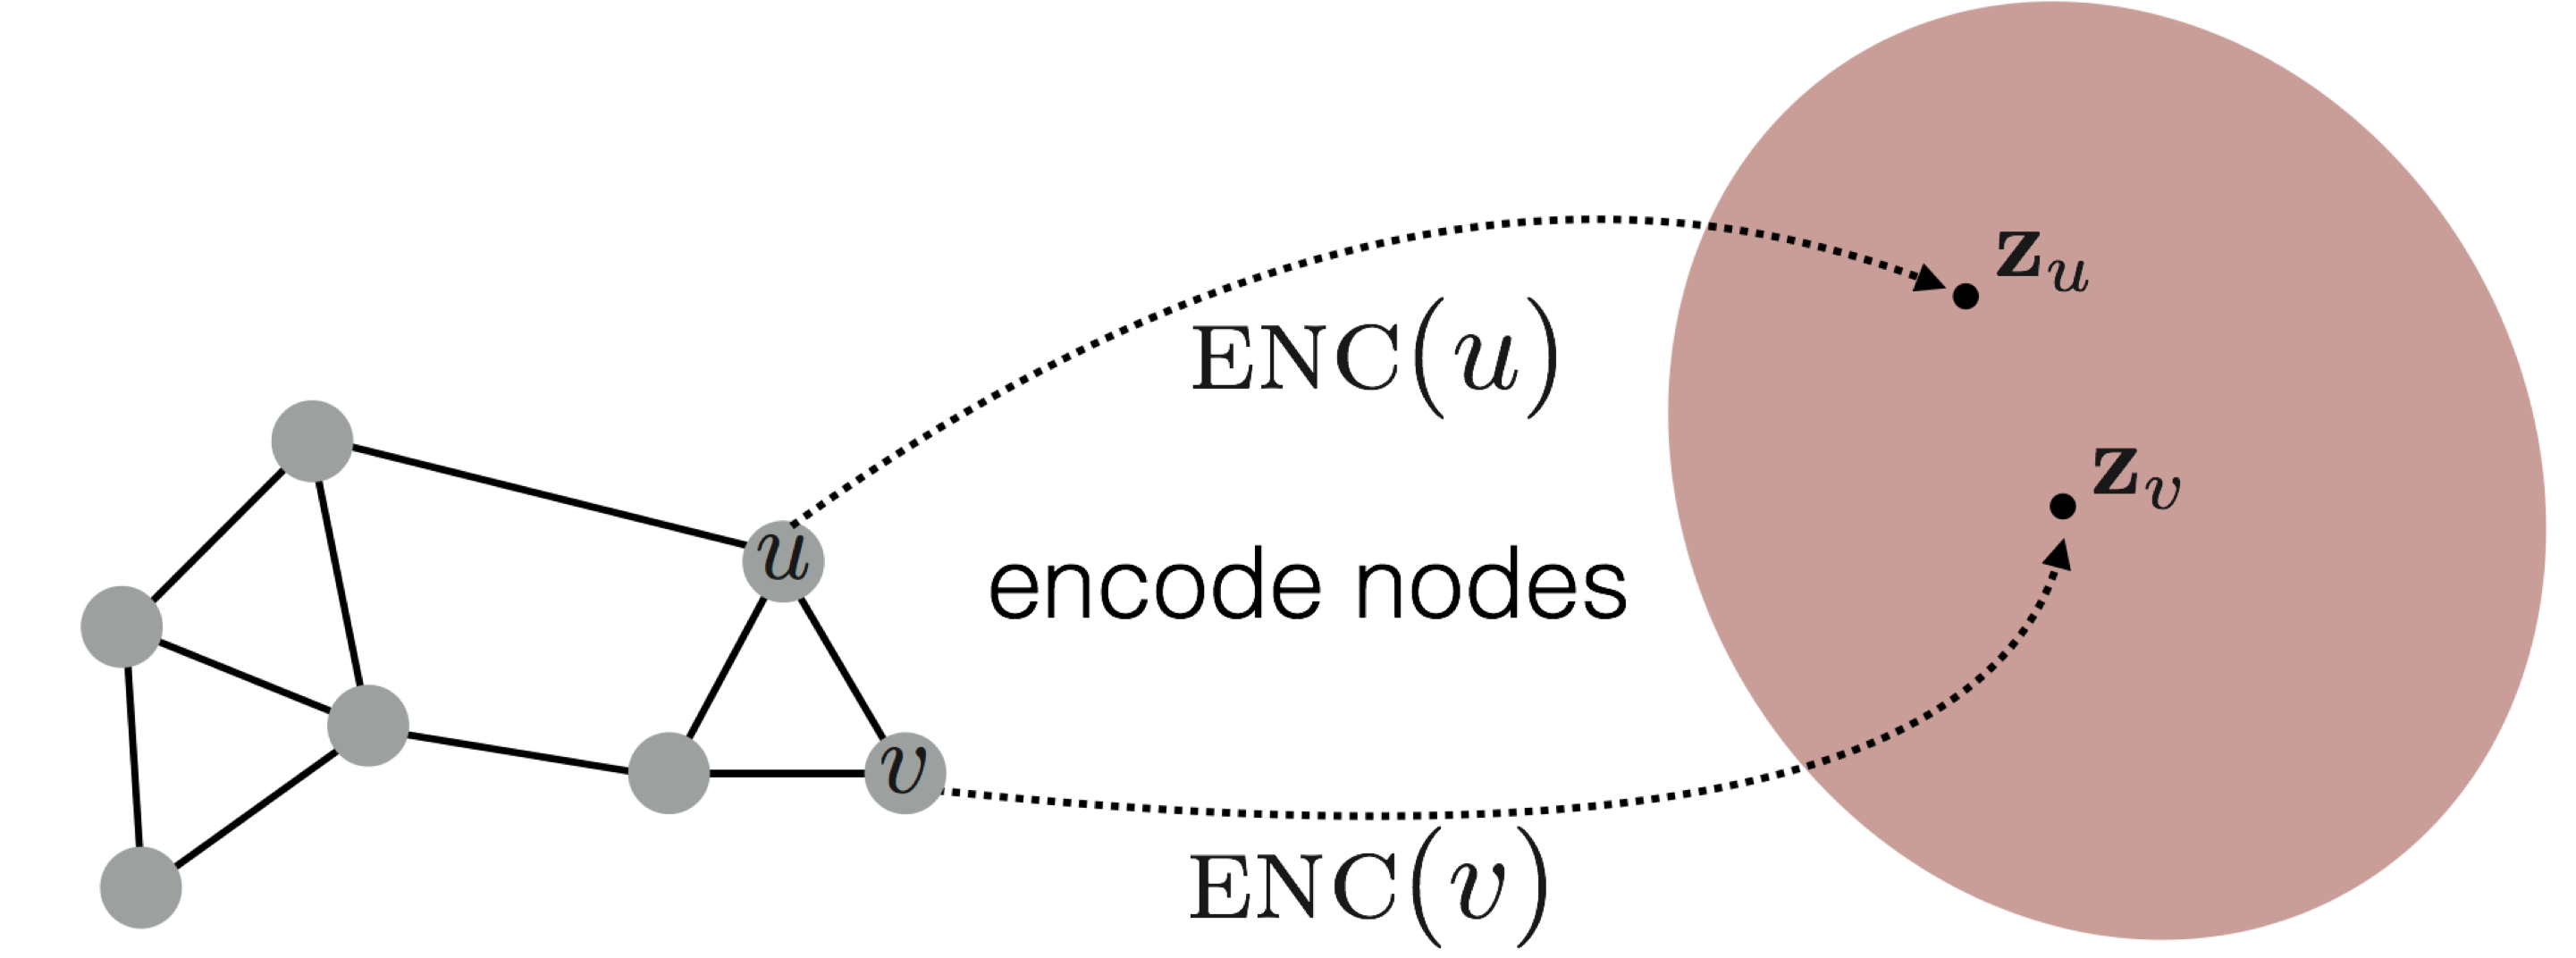 z_u
ENC(u)
z_v
u
encode nodes
v
ENC(v)